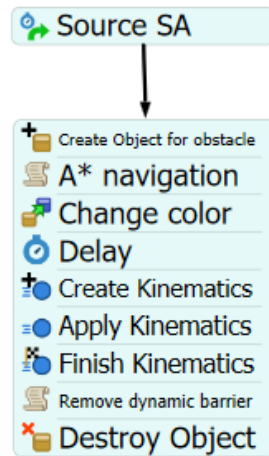 Source SA
Create Object for obstacle
A* navigation
Change color
Delay
Create Kinematics
Apply Kinematics
Finish Kinematics
Remove dynamic barrier
Destroy Object